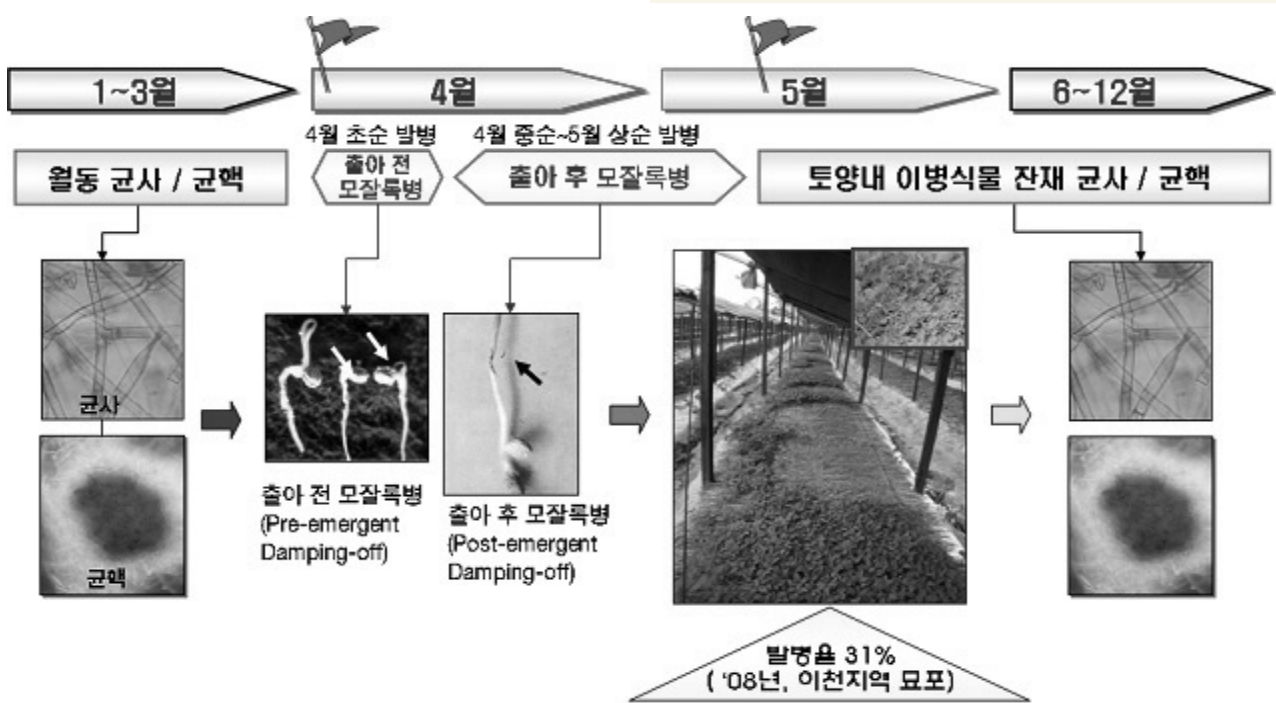 1~3월
4월
5월
6~12월
4월 초순 발병
4월 중순~5월 상순 발병
월동 균사 / 균핵
출아 전
모잘록병
출아 후 모잘록병
토양내 이병식물 잔재 균사 / 균핵
균사
균핵
출아 전 모잘록병
(Pre-emergent
Damping-off)
출아 후 모잘록병
(Post-emergent
Damping-off)
발병율 31%
( '08년, 이천지역 묘포)